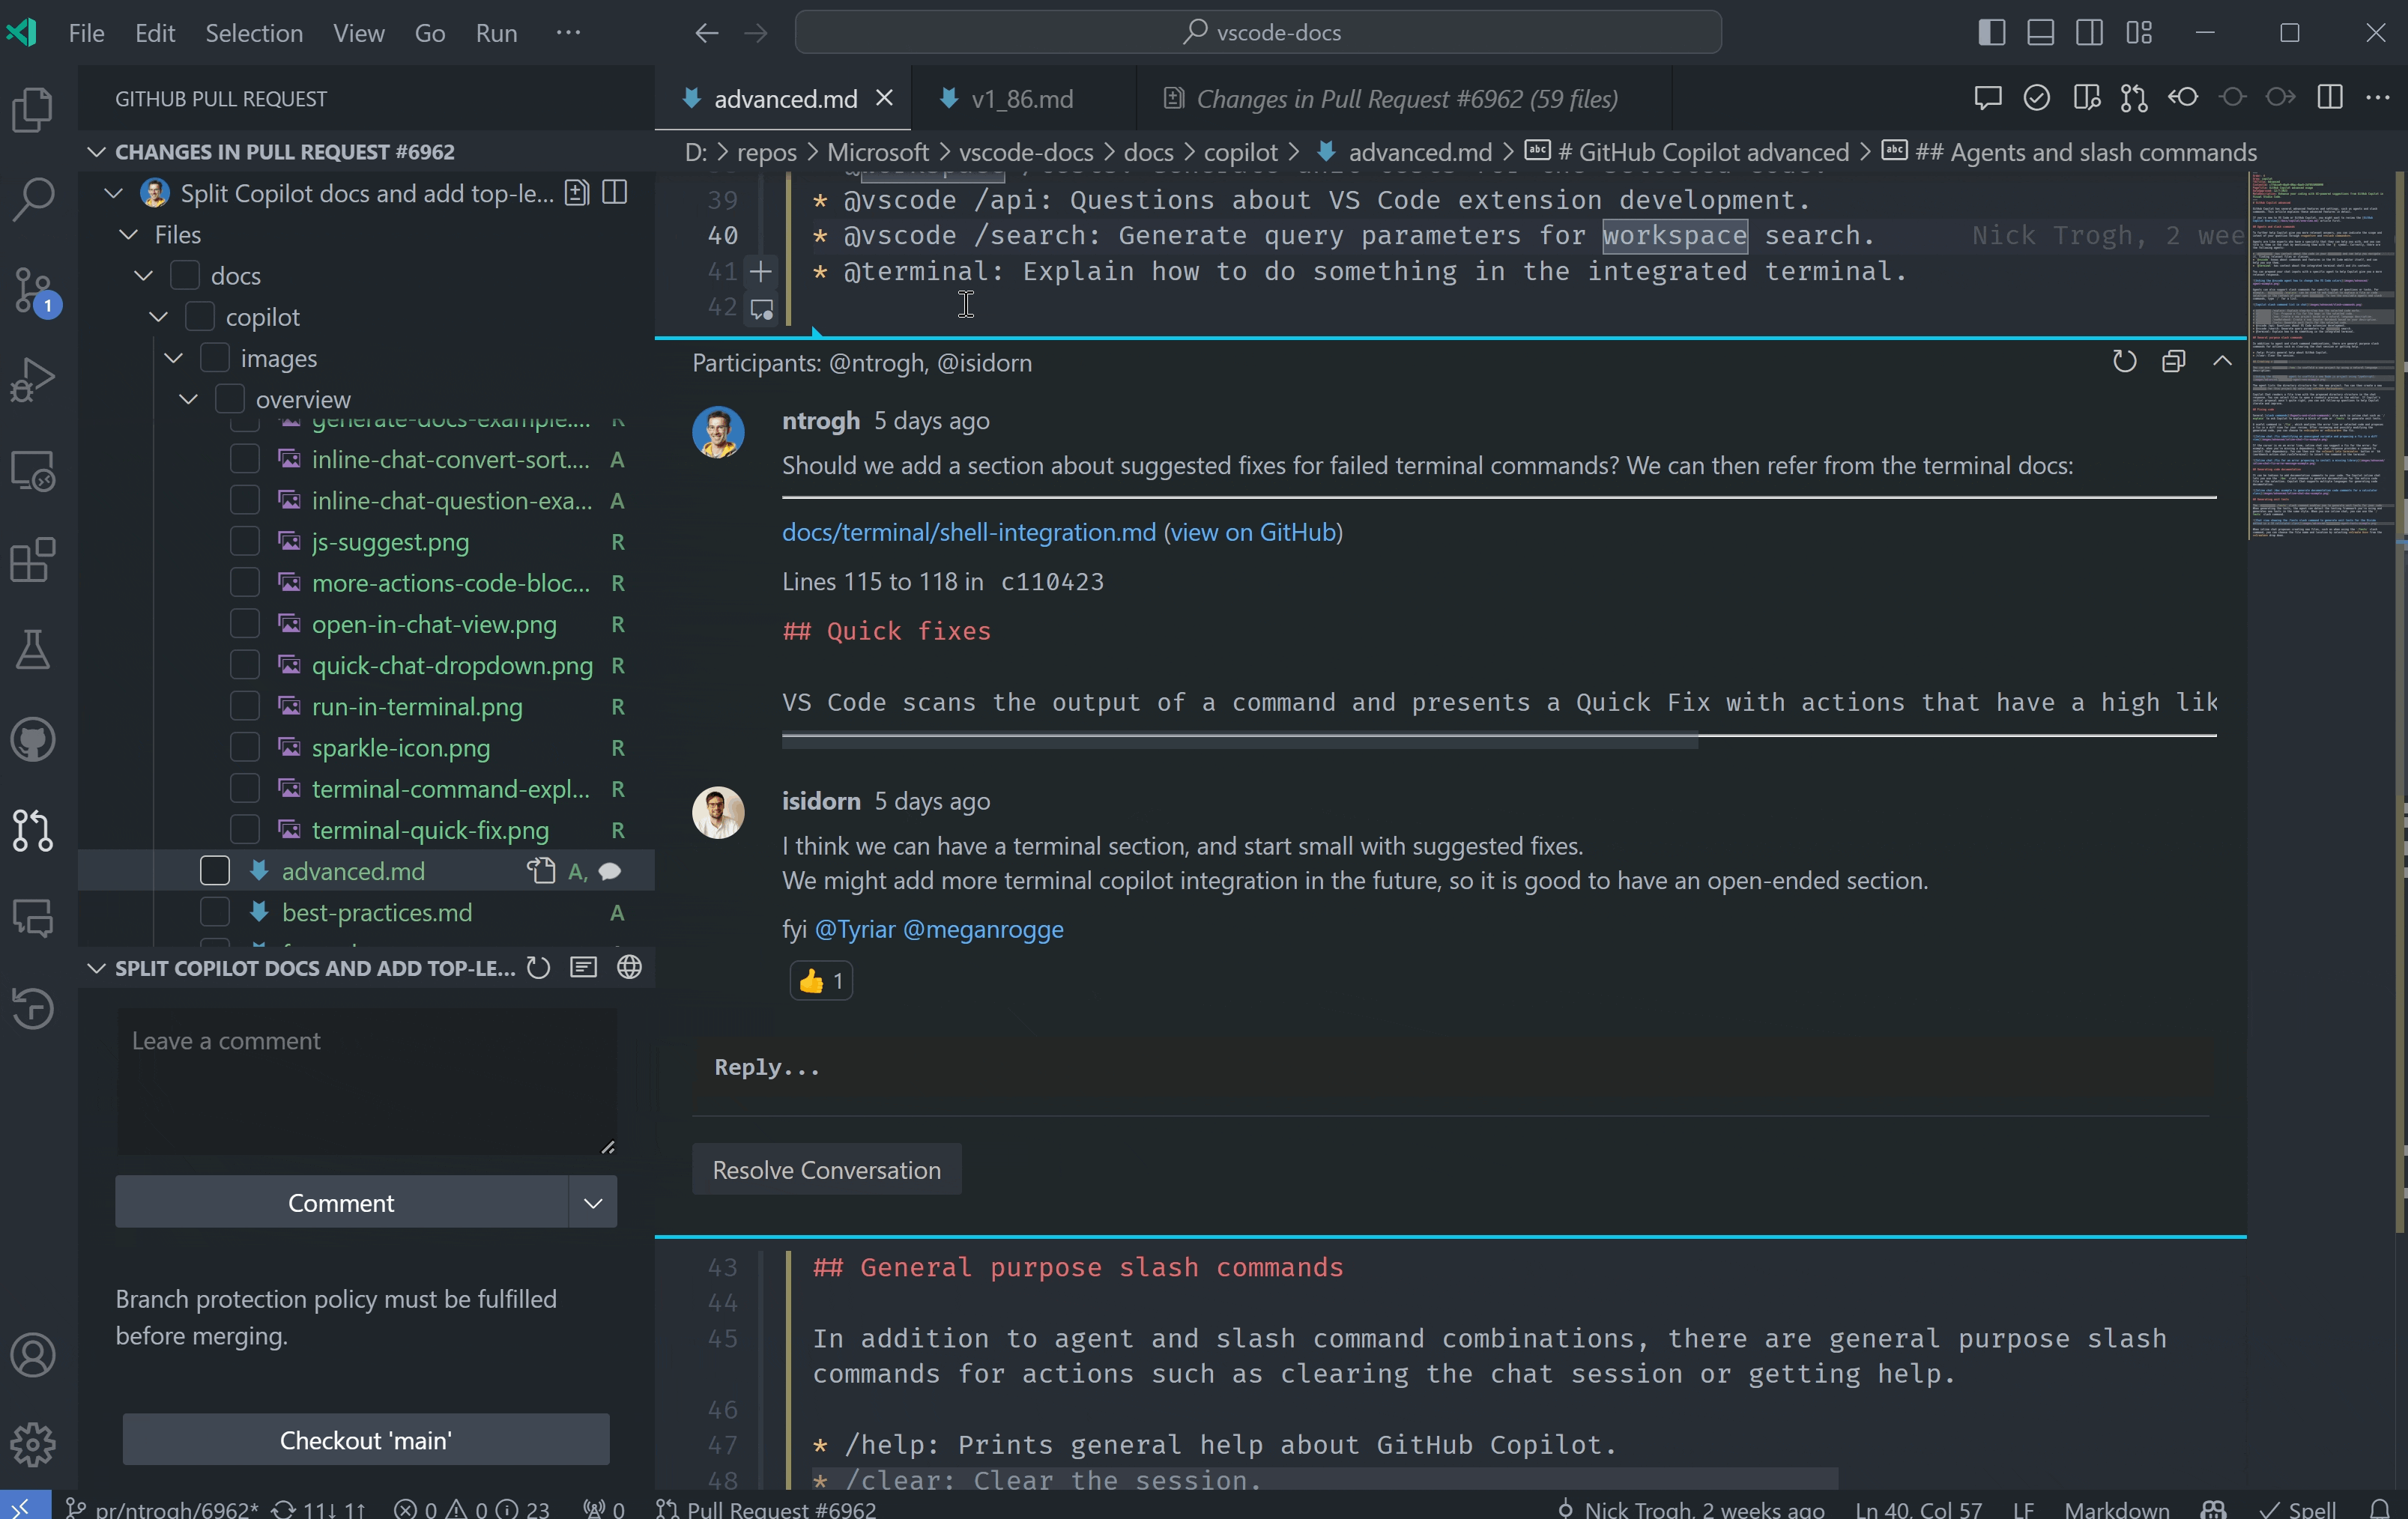 File Edit Selection View Go Run ···
vscode-docs
GITHUB PULL REQUEST
CHANGES IN PULL REQUEST #6962
Split Copilot docs and add top-le...
Files
docs
copilot
images
overview
generate-docs-example.... R
inline-chat-convert-sort.... A
inline-chat-question-exa... A
js-suggest.png R
more-actions-code-bloc... R
open-in-chat-view.png R
quick-chat-dropdown.png R
run-in-terminal.png R
sparkle-icon.png R
terminal-command-expl... R
terminal-quick-fix.png R
advanced.md A,
best-practices.md A
SPLIT COPILOT DOCS AND ADD TOP-LE...
Leave a comment
Comment
Branch protection policy must be fulfilled
before merging.
Checkout 'main'
advanced.md v1_86.md Changes in Pull Request #6962 (59 files)
D: > repos > Microsoft > vscode-docs > docs > copilot > advanced.md > # GitHub Copilot advanced > ## Agents and slash commands
39 * @vscode /api: Questions about VS Code extension development.
40 * @vscode /search: Generate query parameters for workspace search. Nick Trogh, 2 wee
41 * @terminal: Explain how to do something in the integrated terminal.
42
Participants: @ntrogh, @isidorn
ntrogh 5 days ago
Should we add a section about suggested fixes for failed terminal commands? We can then refer from the terminal docs:
docs/terminal/shell-integration.md (view on GitHub)
Lines 115 to 118 in c110423
## Quick fixes
VS Code scans the output of a command and presents a Quick Fix with actions that have a high lik
isidorn 5 days ago
I think we can have a terminal section, and start small with suggested fixes.
We might add more terminal copilot integration in the future, so it is good to have an open-ended section.
fyi @Tyriar @meganrogge
👍 1
Reply...
Resolve Conversation
43 ## General purpose slash commands
44
45 In addition to agent and slash command combinations, there are general purpose slash
commands for actions such as clearing the chat session or getting help.
46
47 * /help: Prints general help about GitHub Copilot.
48 * /clear: Clear the session.
1
pr/ntrogh/6962* 11↓ 1↑ 0 0 23 0 Pull Request #6962 Nick Trogh, 2 weeks ago Ln 40, Col 57 LF Markdown Spell